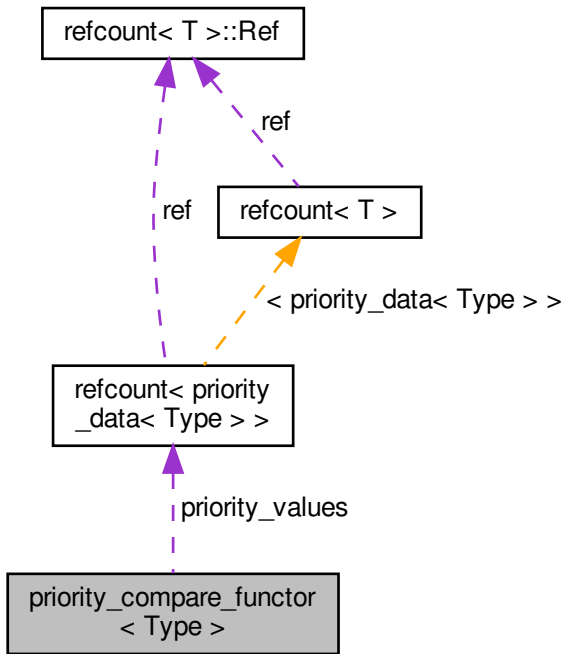 refcount< T >::Ref
ref
ref
refcount< T >
< priority_data< Type > >
refcount< priority
_data< Type > >
priority_values
priority_compare_functor
< Type >